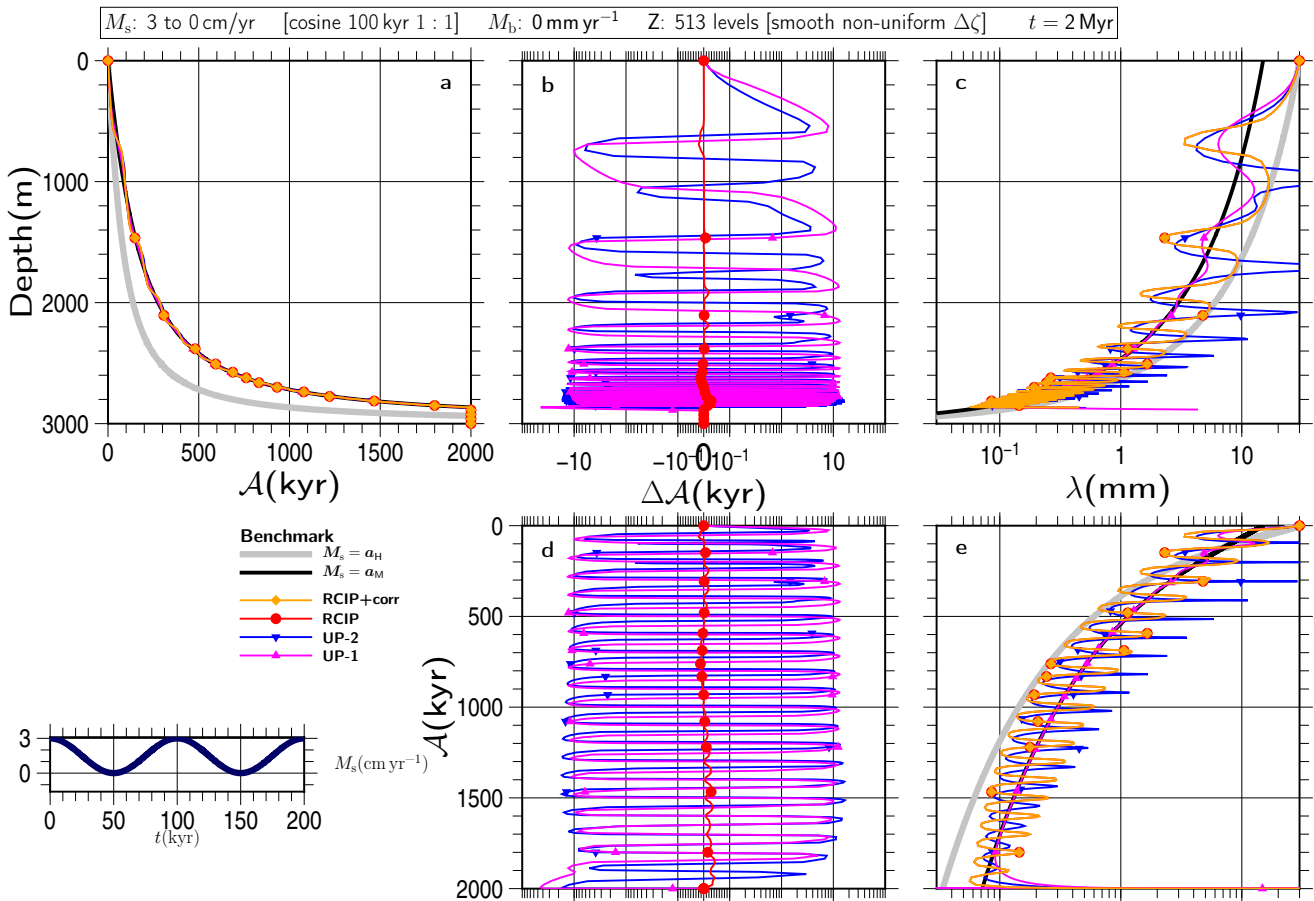 Mₛ: 3 to 0 cm/yr [cosine 100 kyr 1 : 1] M_b: 0 mm yr⁻¹ Z: 513 levels [smooth non-uniform Δζ] t = 2 Myr
a
b
c
0
1000
2000
3000
Depth(m)
0 500 1000 1500 2000
𝒜(kyr)
−10 −10⁻¹ 0 10⁻¹ 10
Δ𝒜(kyr)
10⁻¹ 1 10
λ(mm)
Benchmark
Mₛ = a_H
Mₛ = a_M
RCIP+corr
RCIP
UP-2
UP-1
3
0
Mₛ(cm yr⁻¹)
0 50 100 150 200
t(kyr)
d
e
0
500
1000
1500
2000
𝒜(kyr)